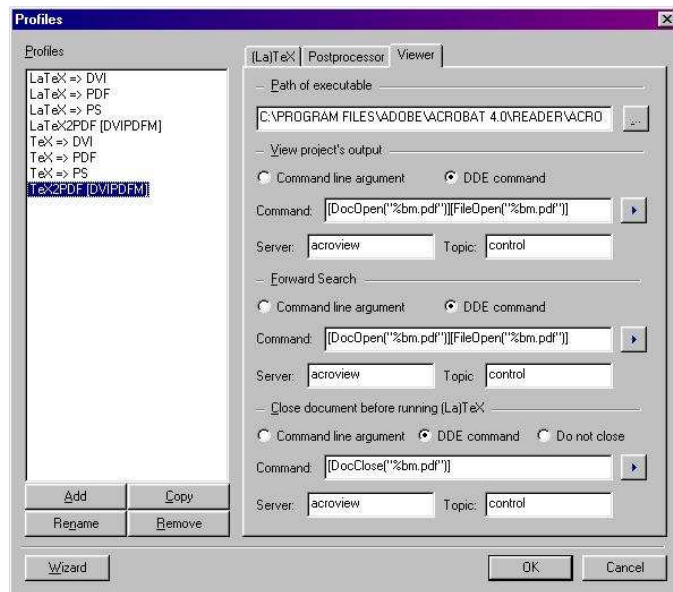 Profiles
Profiles
LaTeX => DVI
LaTeX => PDF
LaTeX => PS
LaTeX2PDF [DVIPDFM]
TeX => DVI
TeX => PDF
TeX => PS
TeX2PDF [DVIPDFM]
Add Copy
Rename Remove
Wizard
(La)TeX Postprocessor Viewer
Path of executable
C:\PROGRAM FILES\ADOBE\ACROBAT 4.0\READER\ACRO ...
View project's output
Command line argument DDE command
Command: [DocOpen("%bm.pdf")][FileOpen("%bm.pdf")]
Server: acroview Topic: control
Forward Search
Command line argument DDE command
Command: [DocOpen("%bm.pdf")][FileOpen("%bm.pdf")]
Server: acroview Topic control
Close document before running (La)TeX
Command line argument DDE command Do not close
Command: [DocClose("%bm.pdf")]
Server: acroview Topic: control
OK Cancel